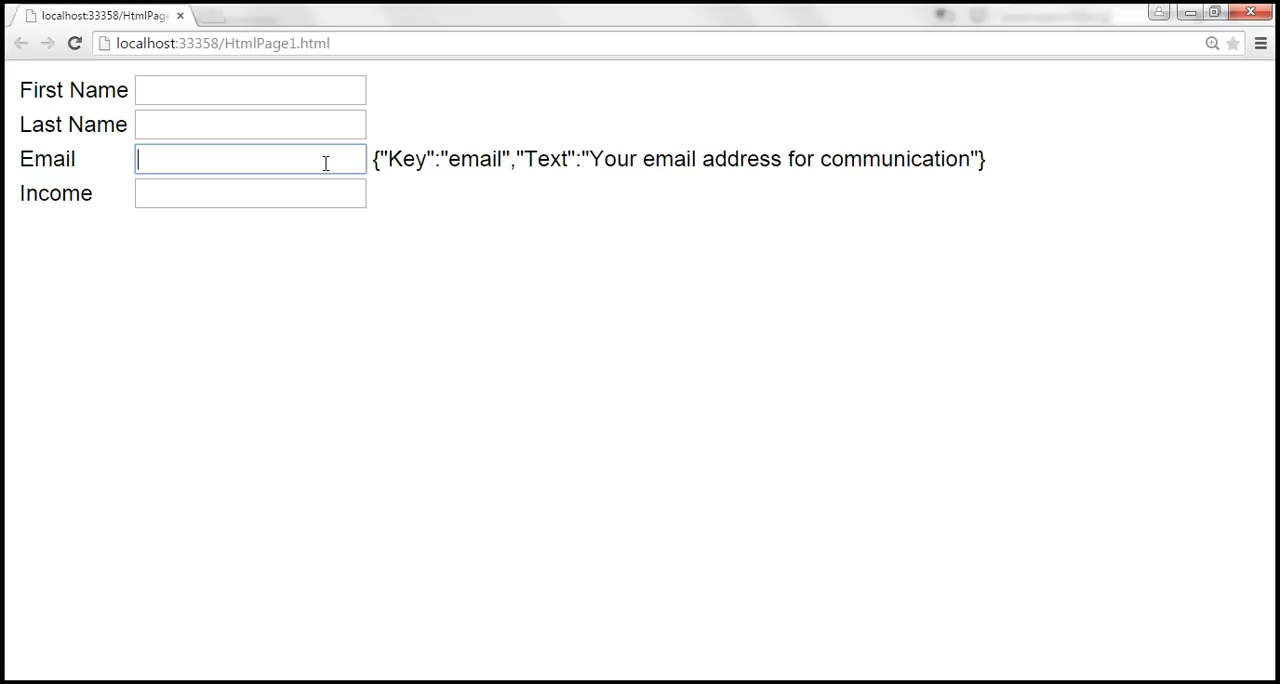 localhost:33358/HtmlPage
localhost:33358/HtmlPage1.html
First Name
Last Name
Email {"Key":"email","Text":"Your email address for communication"}
Income